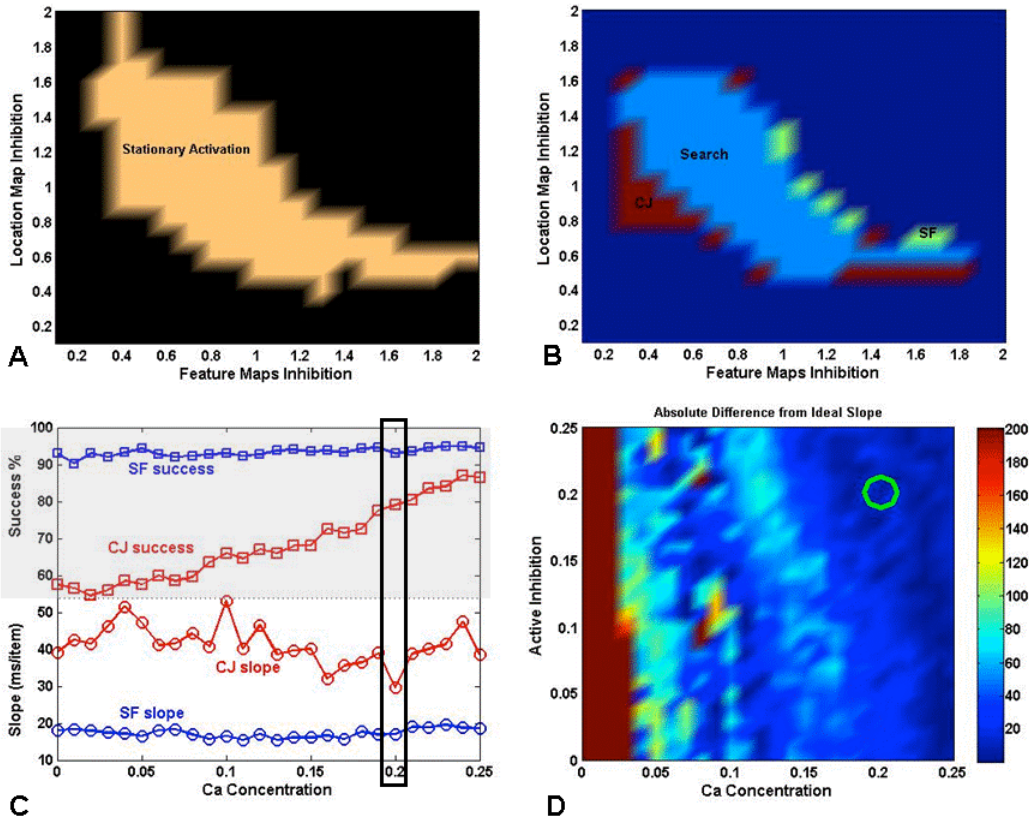 2
1.8
1.6
1.4
1.2
1
0.8
0.6
0.4
0.2
Location Map Inhibition
Stationary Activation
0.2 0.4 0.6 0.8 1 1.2 1.4 1.6 1.8 2
Feature Maps Inhibition
A
2
1.8
1.6
1.4
1.2
1
0.8
0.6
0.4
0.2
Location Map Inhibition
Search
CJ
SF
0.2 0.4 0.6 0.8 1 1.2 1.4 1.6 1.8 2
Feature Maps Inhibition
B
100
90
80
70
60
50
40
30
20
10
Success %
Slope (ms/item)
SF success
CJ success
CJ slope
SF slope
0 0.05 0.1 0.15 0.2 0.25
Ca Concentration
C
Absolute Difference from Ideal Slope
0.25
0.2
0.15
0.1
0.05
0
Active Inhibition
0 0.05 0.1 0.15 0.2 0.25
Ca Concentration
200
180
160
140
120
100
80
60
40
20
D